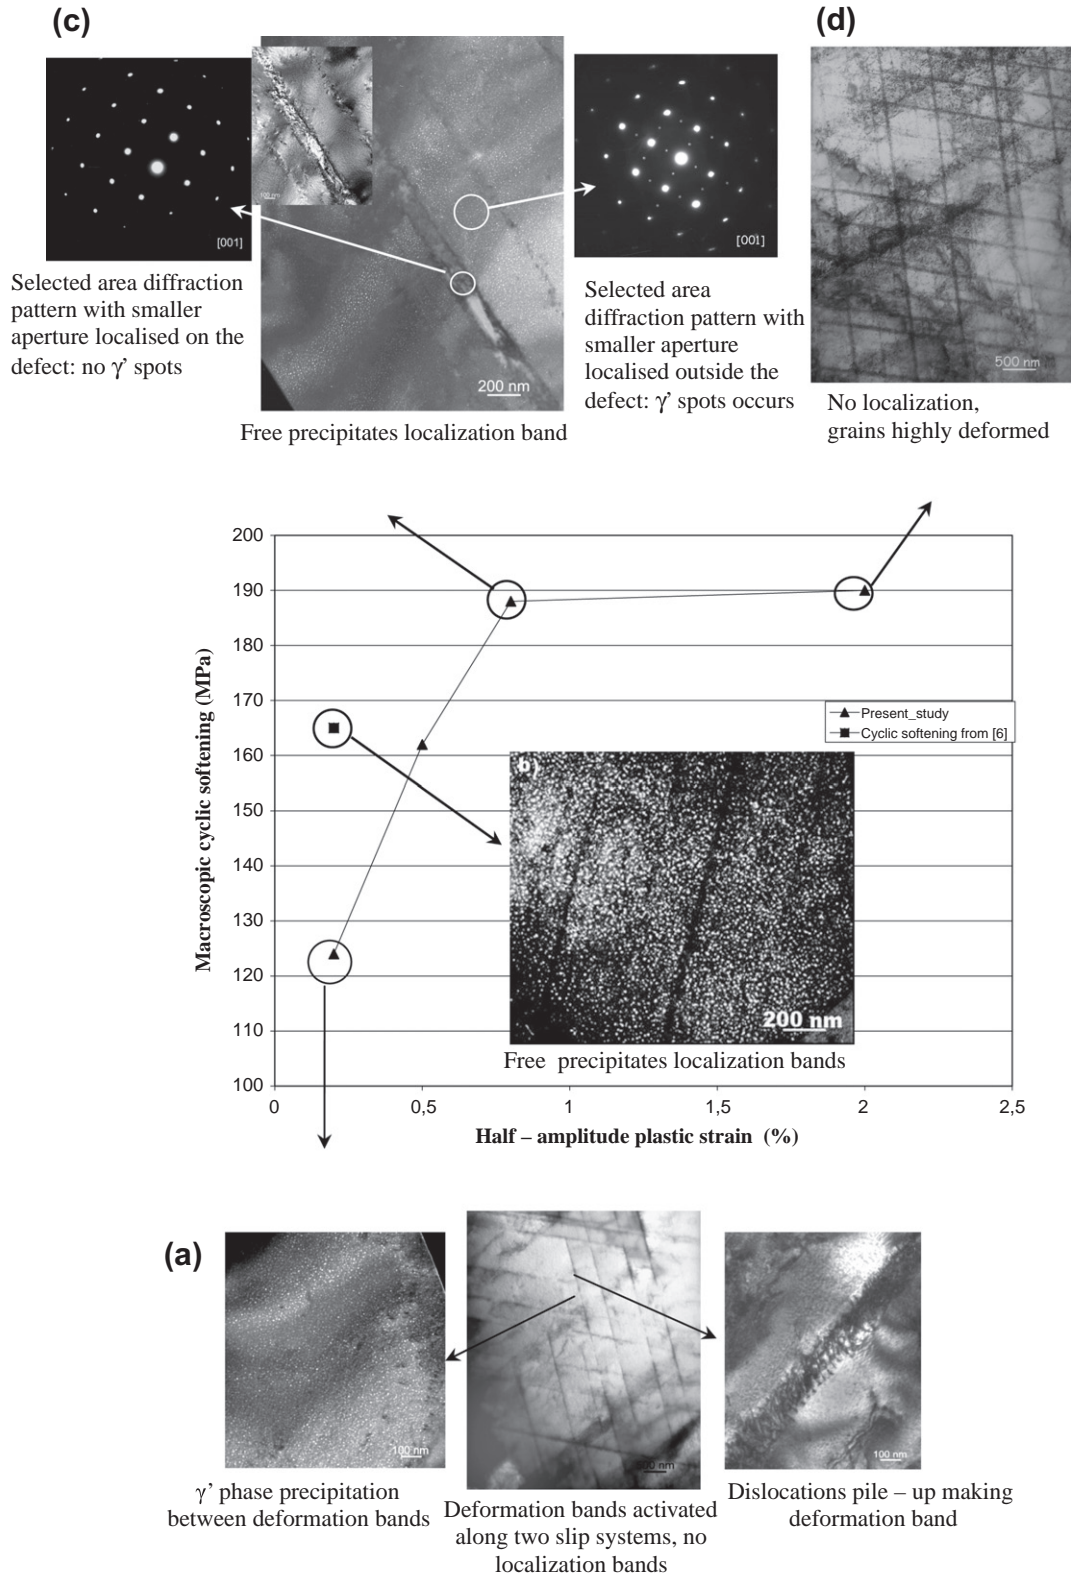 (c)
(d)
[001]
100 nm
200 nm
[001]
500 nm
Selected area diffraction
pattern with smaller
aperture localised on the
defect: no γ' spots
Free precipitates localization band
Selected area
diffraction pattern with
smaller aperture
localised outside the
defect: γ' spots occurs
No localization,
grains highly deformed
Macroscopic cyclic softening (MPa)
200
190
180
170
160
150
140
130
120
110
100
Present_study
Cyclic softening from [6]
b)
200 nm
Free precipitates localization bands
0
0,5
1
1,5
2
2,5
Half – amplitude plastic strain (%)
(a)
100 nm
γ' phase precipitation
between deformation bands
500 nm
Deformation bands activated
along two slip systems, no
localization bands
100 nm
Dislocations pile – up making
deformation band